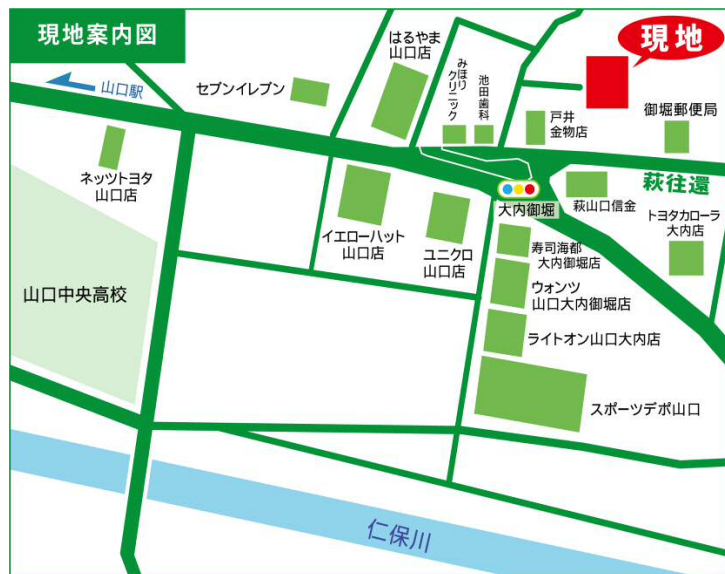 現地案内図
山口駅
セブンイレブン
はるやま
山口店
みほり
クリニック
池田歯科
現地
戸井
金物店
御堀郵便局
萩往還
ネッツトヨタ
山口店
イエローハット
山口店
ユニクロ
山口店
大内御堀
萩山口信金
トヨタカローラ
大内店
寿司海都
大内御堀店
ウォンツ
山口大内御堀店
ライトオン山口大内店
スポーツデポ山口
山口中央高校
仁保川